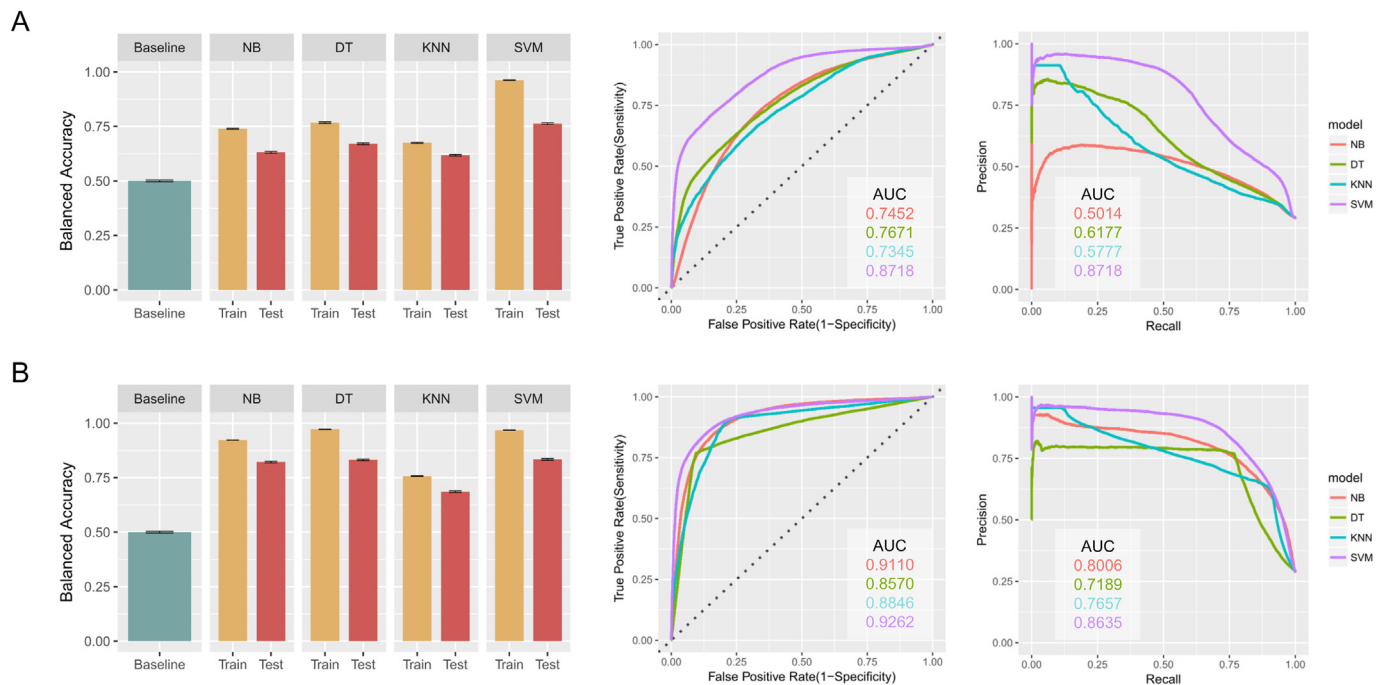 A
Baseline NB DT KNN SVM
Balanced Accuracy
1.00
0.75
0.50
0.25
0.00
Baseline Train Test Train Test Train Test Train Test
True Positive Rate(Sensitivity)
1.00
0.75
0.50
0.25
0.00
AUC
0.7452
0.7671
0.7345
0.8718
0.00 0.25 0.50 0.75 1.00
False Positive Rate(1−Specificity)
Precision
1.00
0.75
0.50
0.25
0.00
AUC
0.5014
0.6177
0.5777
0.8718
0.00 0.25 0.50 0.75 1.00
Recall
model
NB
DT
KNN
SVM
B
Baseline NB DT KNN SVM
Balanced Accuracy
1.00
0.75
0.50
0.25
0.00
Baseline Train Test Train Test Train Test Train Test
True Positive Rate(Sensitivity)
1.00
0.75
0.50
0.25
0.00
AUC
0.9110
0.8570
0.8846
0.9262
0.00 0.25 0.50 0.75 1.00
False Positive Rate(1−Specificity)
Precision
1.00
0.75
0.50
0.25
0.00
AUC
0.8006
0.7189
0.7657
0.8635
0.00 0.25 0.50 0.75 1.00
Recall
model
NB
DT
KNN
SVM